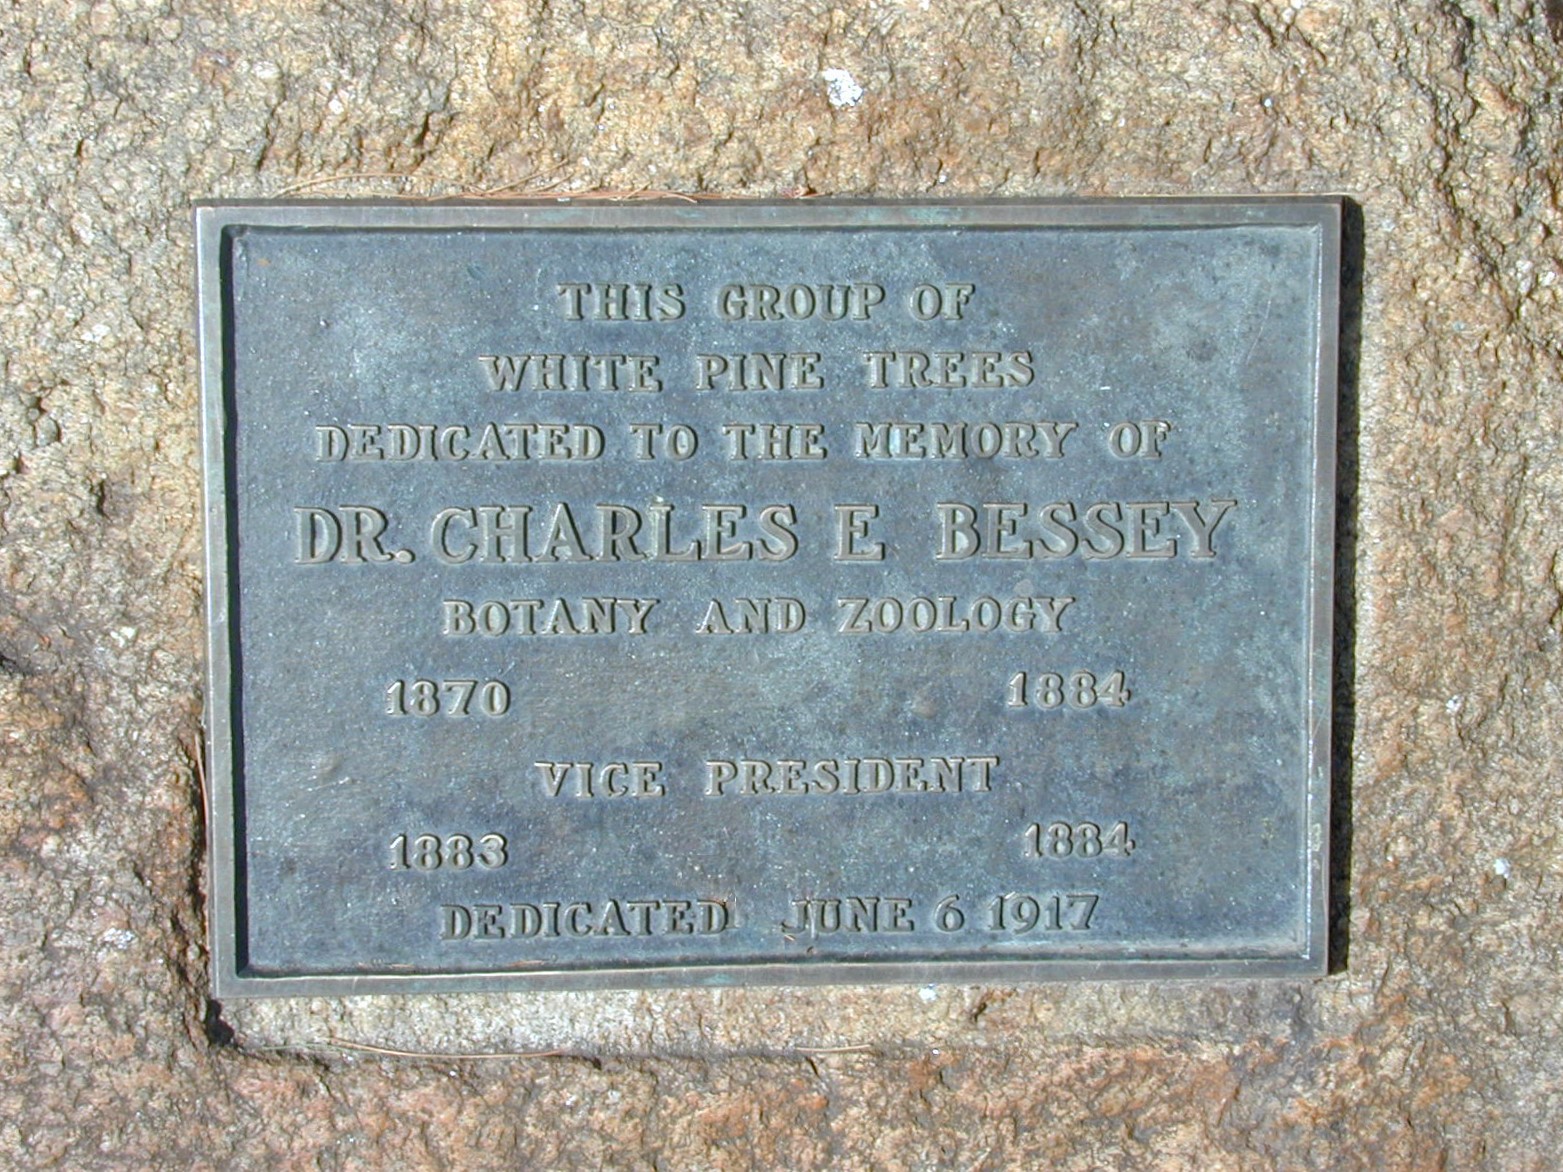 THIS GROUP OF
WHITE PINE TREES
DEDICATED TO THE MEMORY OF
DR. CHARLES E BESSEY
BOTANY AND ZOOLOGY
1870 1884
VICE PRESIDENT
1883 1884
DEDICATED JUNE 6 1917